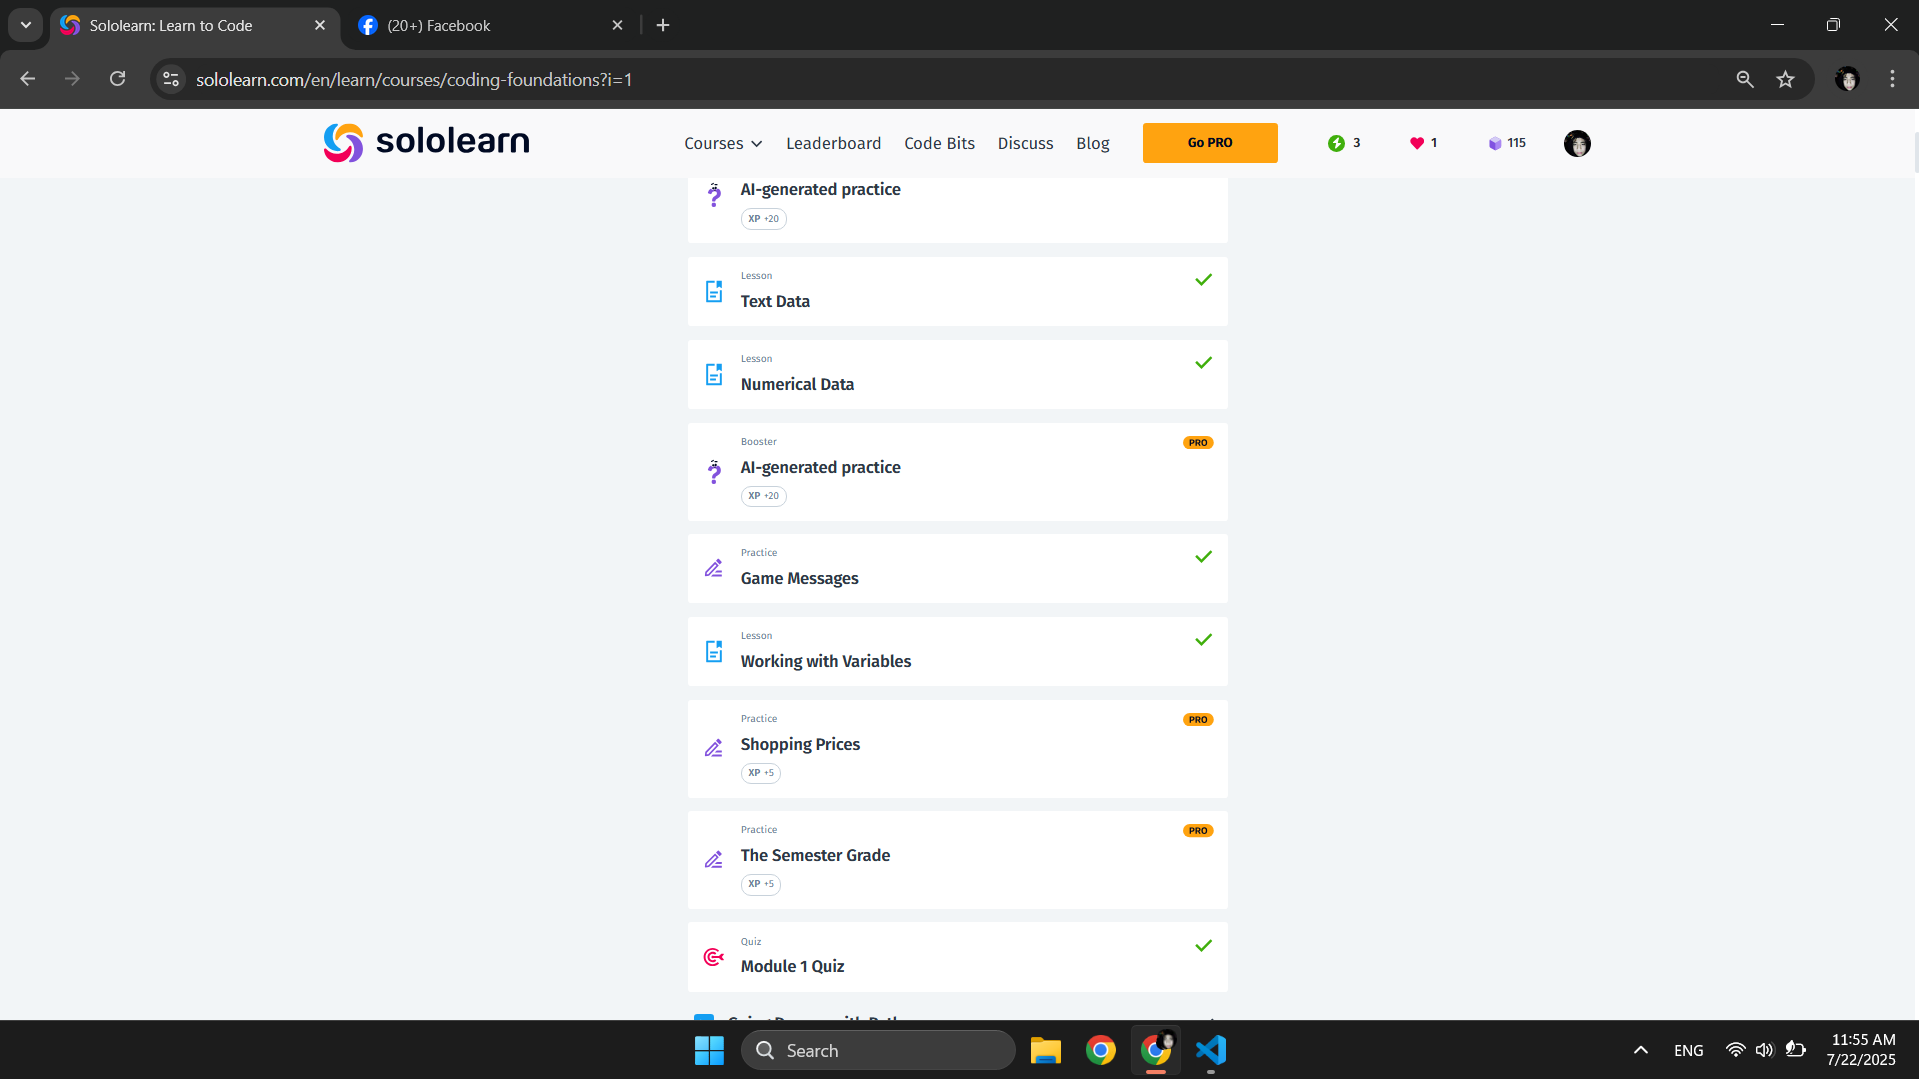 Sololearn: Learn to Code
(20+) Facebook
sololearn.com/en/learn/courses/coding-foundations?i=1
sololearn
Courses
Leaderboard
Code Bits
Discuss
Blog
Go PRO
3
1
115
AI-generated practice
XP +20
Lesson
Text Data
Lesson
Numerical Data
Booster
PRO
AI-generated practice
XP +20
Practice
Game Messages
Lesson
Working with Variables
Practice
PRO
Shopping Prices
XP +5
Practice
PRO
The Semester Grade
XP +5
Quiz
Module 1 Quiz
Search
ENG
11:55 AM
7/22/2025